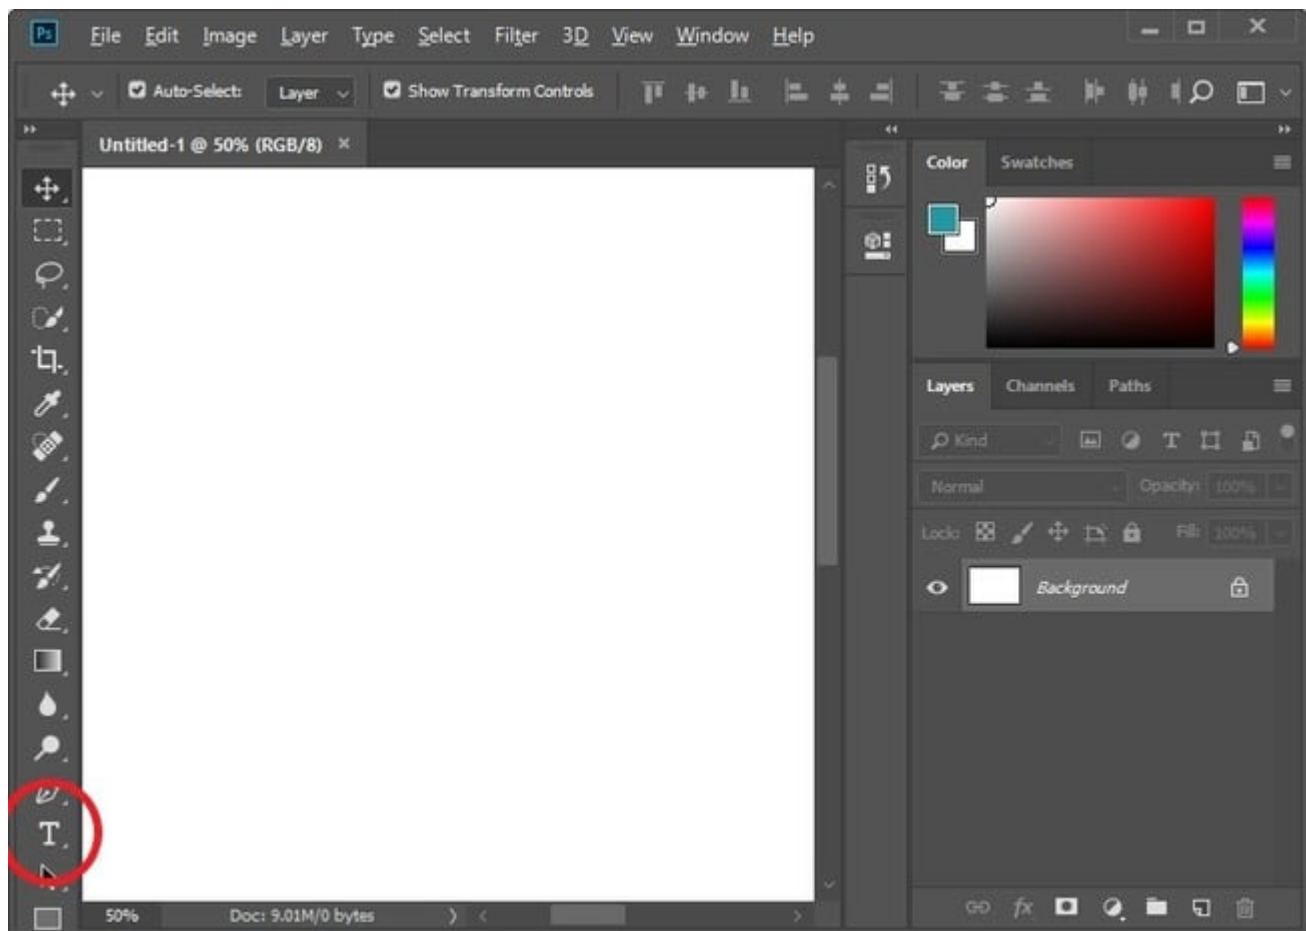 Ps File Edit Image Layer Type Select Filter 3D View Window Help
Auto-Select: Layer Show Transform Controls
Untitled-1 @ 50% (RGB/8) ×
Color Swatches
Layers Channels Paths
Kind T
Normal Opacity: 100%
Lock: Fill: 100%
Background
T
50% Doc: 9.01M/0 bytes
fx